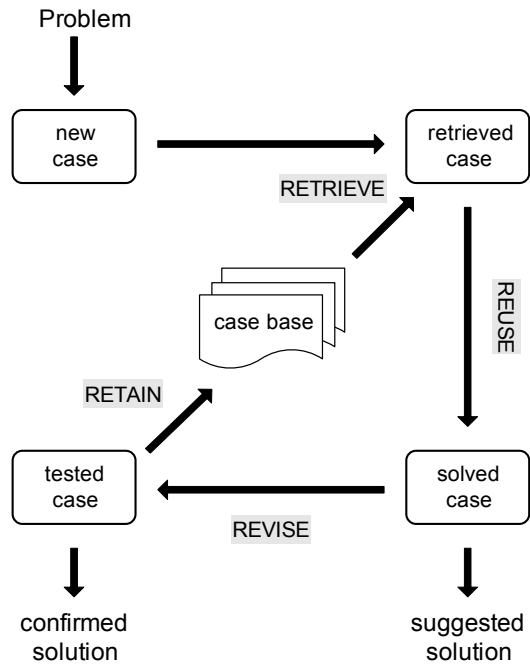 Problem
new
case
retrieved
case
RETRIEVE
case base
REUSE
RETAIN
tested
case
solved
case
REVISE
confirmed
solution
suggested
solution